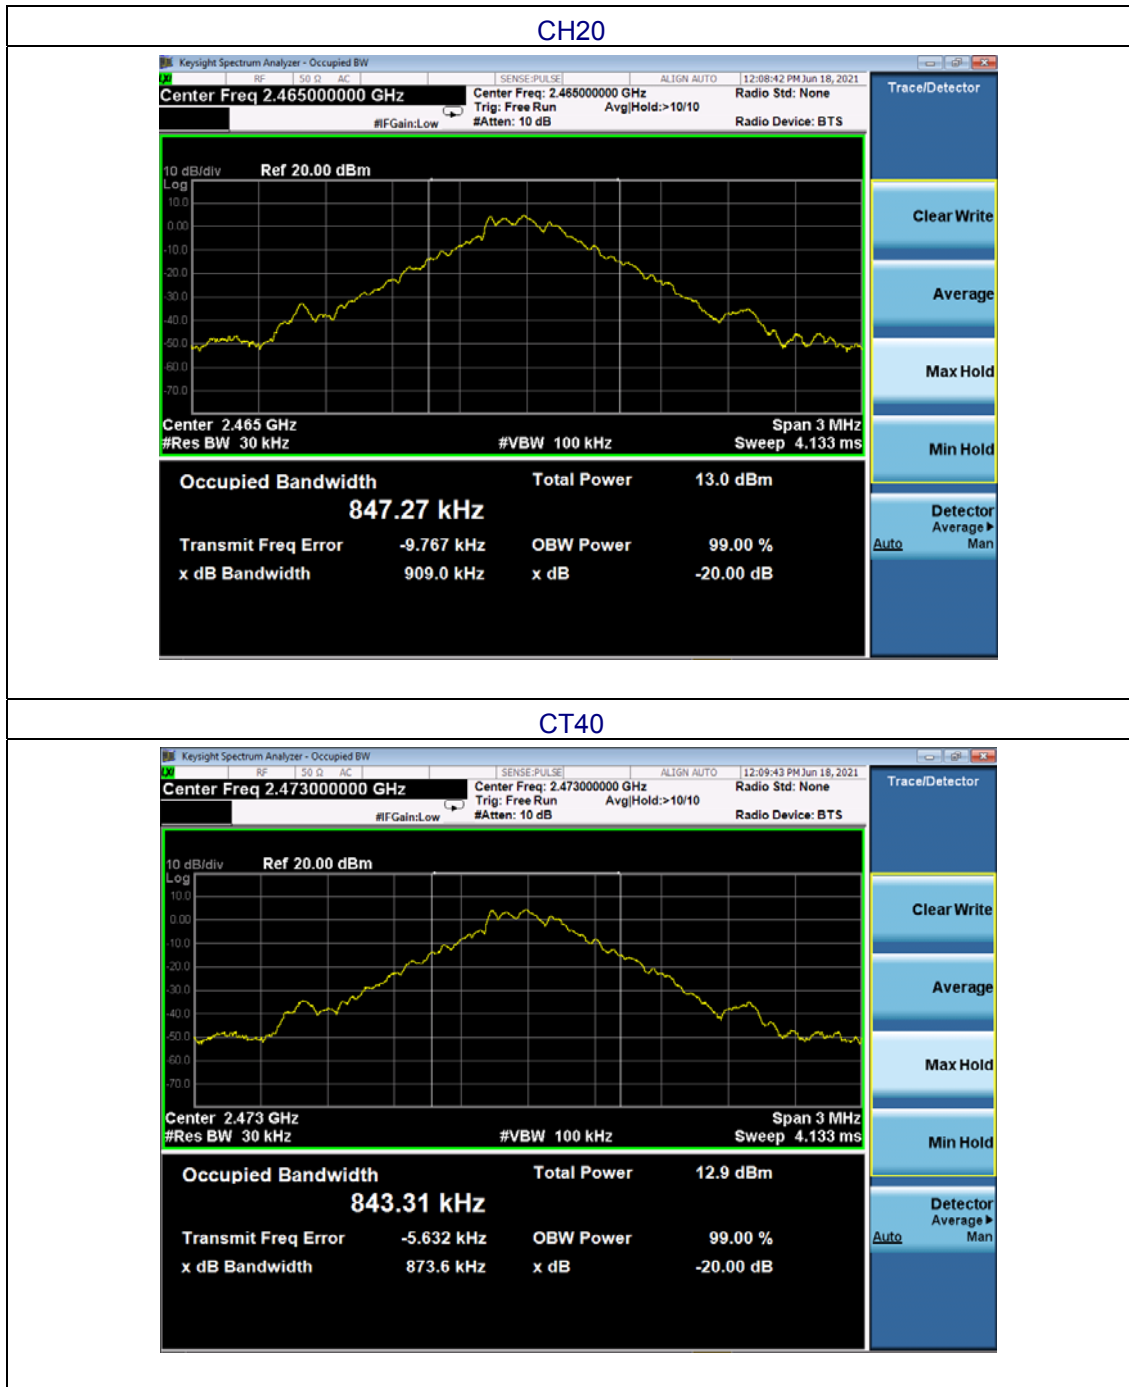 CH20
Keysight Spectrum Analyzer - Occupied BW
LXI RF 50 Ω AC SENSE:PULSE ALIGN AUTO 12:08:42 PM Jun 18, 2021
Center Freq 2.465000000 GHz
Center Freq: 2.465000000 GHz
Radio Std: None
Trig: Free Run Avg|Hold:>10/10
#IFGain:Low #Atten: 10 dB Radio Device: BTS
Trace/Detector
10 dB/div Ref 20.00 dBm
Log
10.0
0.00
-10.0
-20.0
-30.0
-40.0
-50.0
-60.0
-70.0
Center 2.465 GHz Span 3 MHz
#Res BW 30 kHz #VBW 100 kHz Sweep 4.133 ms
Occupied Bandwidth Total Power 13.0 dBm
847.27 kHz
Transmit Freq Error -9.767 kHz OBW Power 99.00 %
x dB Bandwidth 909.0 kHz x dB -20.00 dB
Clear Write
Average
Max Hold
Min Hold
Detector
Average
Auto Man
CT40
Keysight Spectrum Analyzer - Occupied BW
LXI RF 50 Ω AC SENSE:PULSE ALIGN AUTO 12:09:43 PM Jun 18, 2021
Center Freq 2.473000000 GHz
Center Freq: 2.473000000 GHz
Radio Std: None
Trig: Free Run Avg|Hold:>10/10
#IFGain:Low #Atten: 10 dB Radio Device: BTS
Trace/Detector
10 dB/div Ref 20.00 dBm
Log
10.0
0.00
-10.0
-20.0
-30.0
-40.0
-50.0
-60.0
-70.0
Center 2.473 GHz Span 3 MHz
#Res BW 30 kHz #VBW 100 kHz Sweep 4.133 ms
Occupied Bandwidth Total Power 12.9 dBm
843.31 kHz
Transmit Freq Error -5.632 kHz OBW Power 99.00 %
x dB Bandwidth 873.6 kHz x dB -20.00 dB
Clear Write
Average
Max Hold
Min Hold
Detector
Average
Auto Man